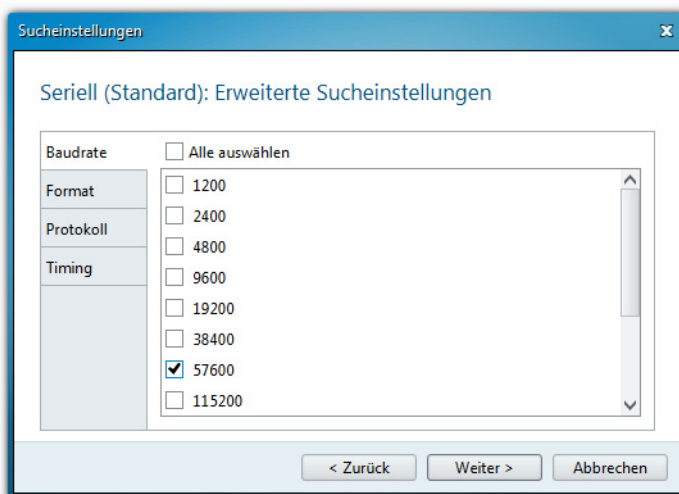 Sucheinstellungen
Seriell (Standard): Erweiterte Sucheinstellungen
Baudrate
Alle auswählen
Format
Protokoll
Timing
1200
2400
4800
9600
19200
38400
57600
115200
< Zurück
Weiter >
Abbrechen